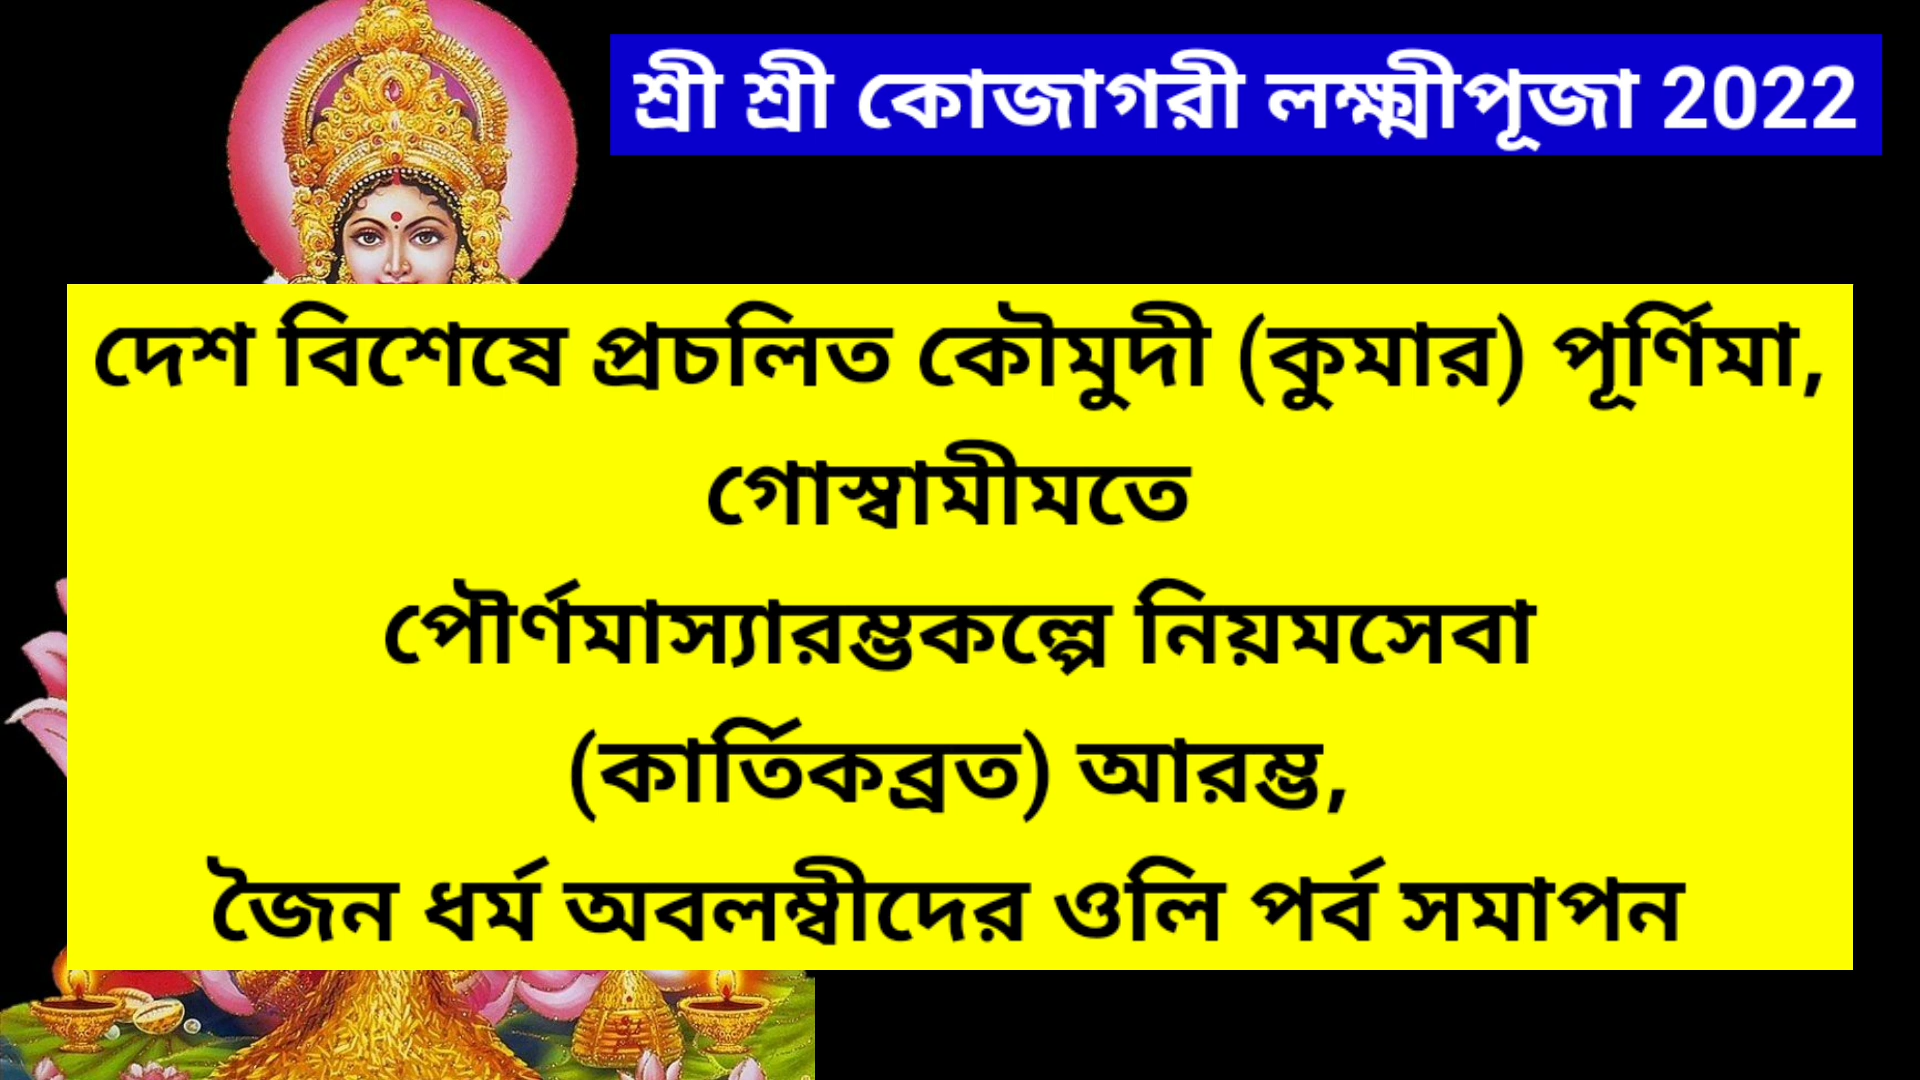 শ্রী শ্রী কোজাগরী লক্ষ্মীপূজা 2022
দেশ বিশেষে প্রচলিত কৌমুদী (কুমার) পূর্ণিমা,
গোস্বামীমতে
পৌর্ণমাস্যারম্ভকল্পে নিয়মসেবা
(কার্তিকব্রত) আরম্ভ,
জৈন ধর্ম অবলম্বীদের ওলি পর্ব সমাপন